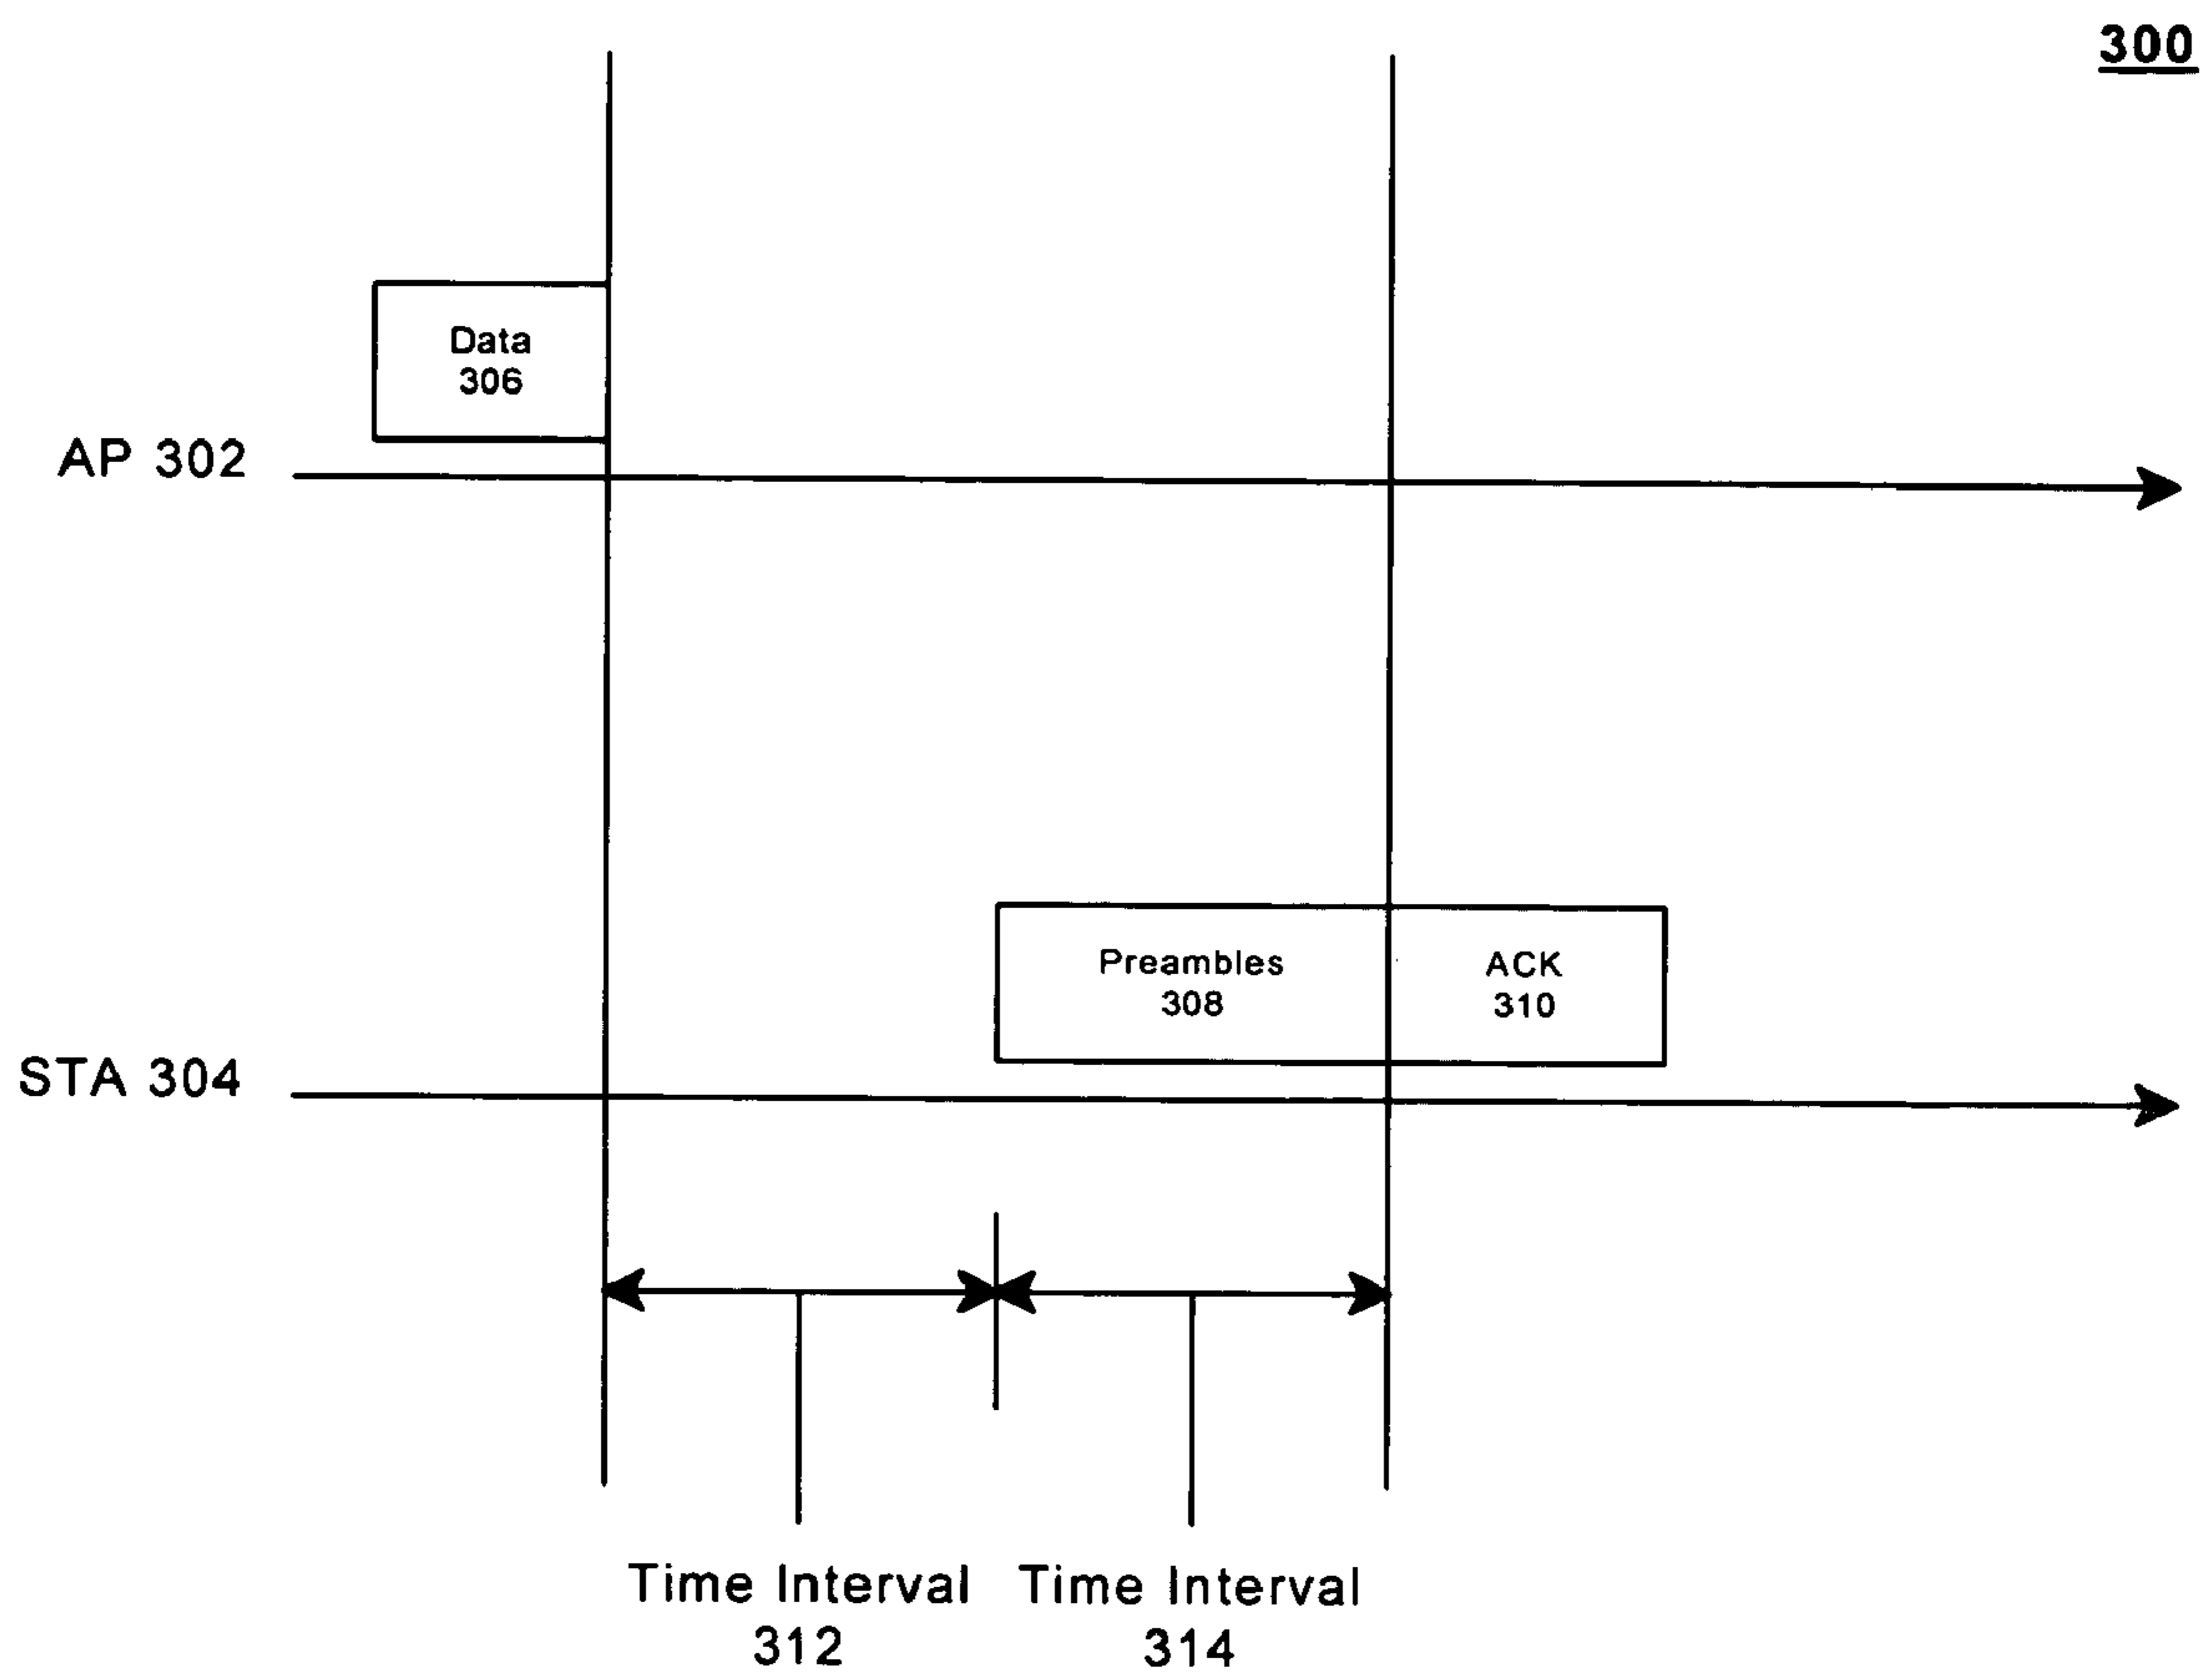 300
Data
306
AP 302
Preambles
308
ACK
310
STA 304
Time Interval
312
Time Interval
314